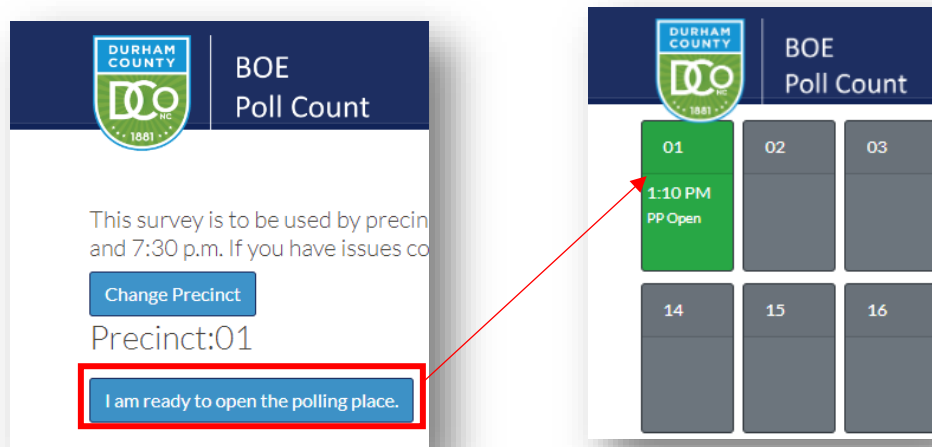 DURHAM
COUNTY
DCO
NC
1881
BOE
Poll Count
This survey is to be used by precin
and 7:30 p.m. If you have issues co
Change Precinct
Precinct:01
I am ready to open the polling place.
DURHAM
COUNTY
DCO
NC
1881
BOE
Poll Count
01
02
03
1:10 PM
PP Open
14
15
16